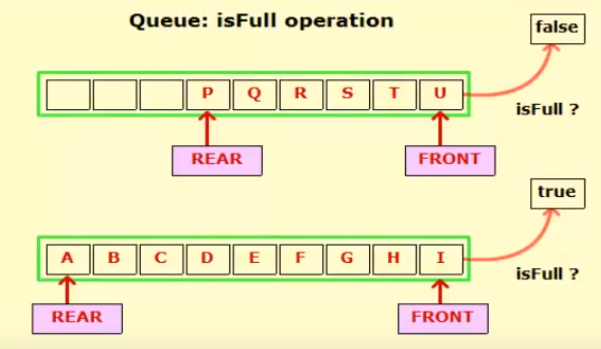 Queue: isFull operation
false
P Q R S T U
isFull ?
REAR FRONT
true
A B C D E F G H I
isFull ?
REAR FRONT